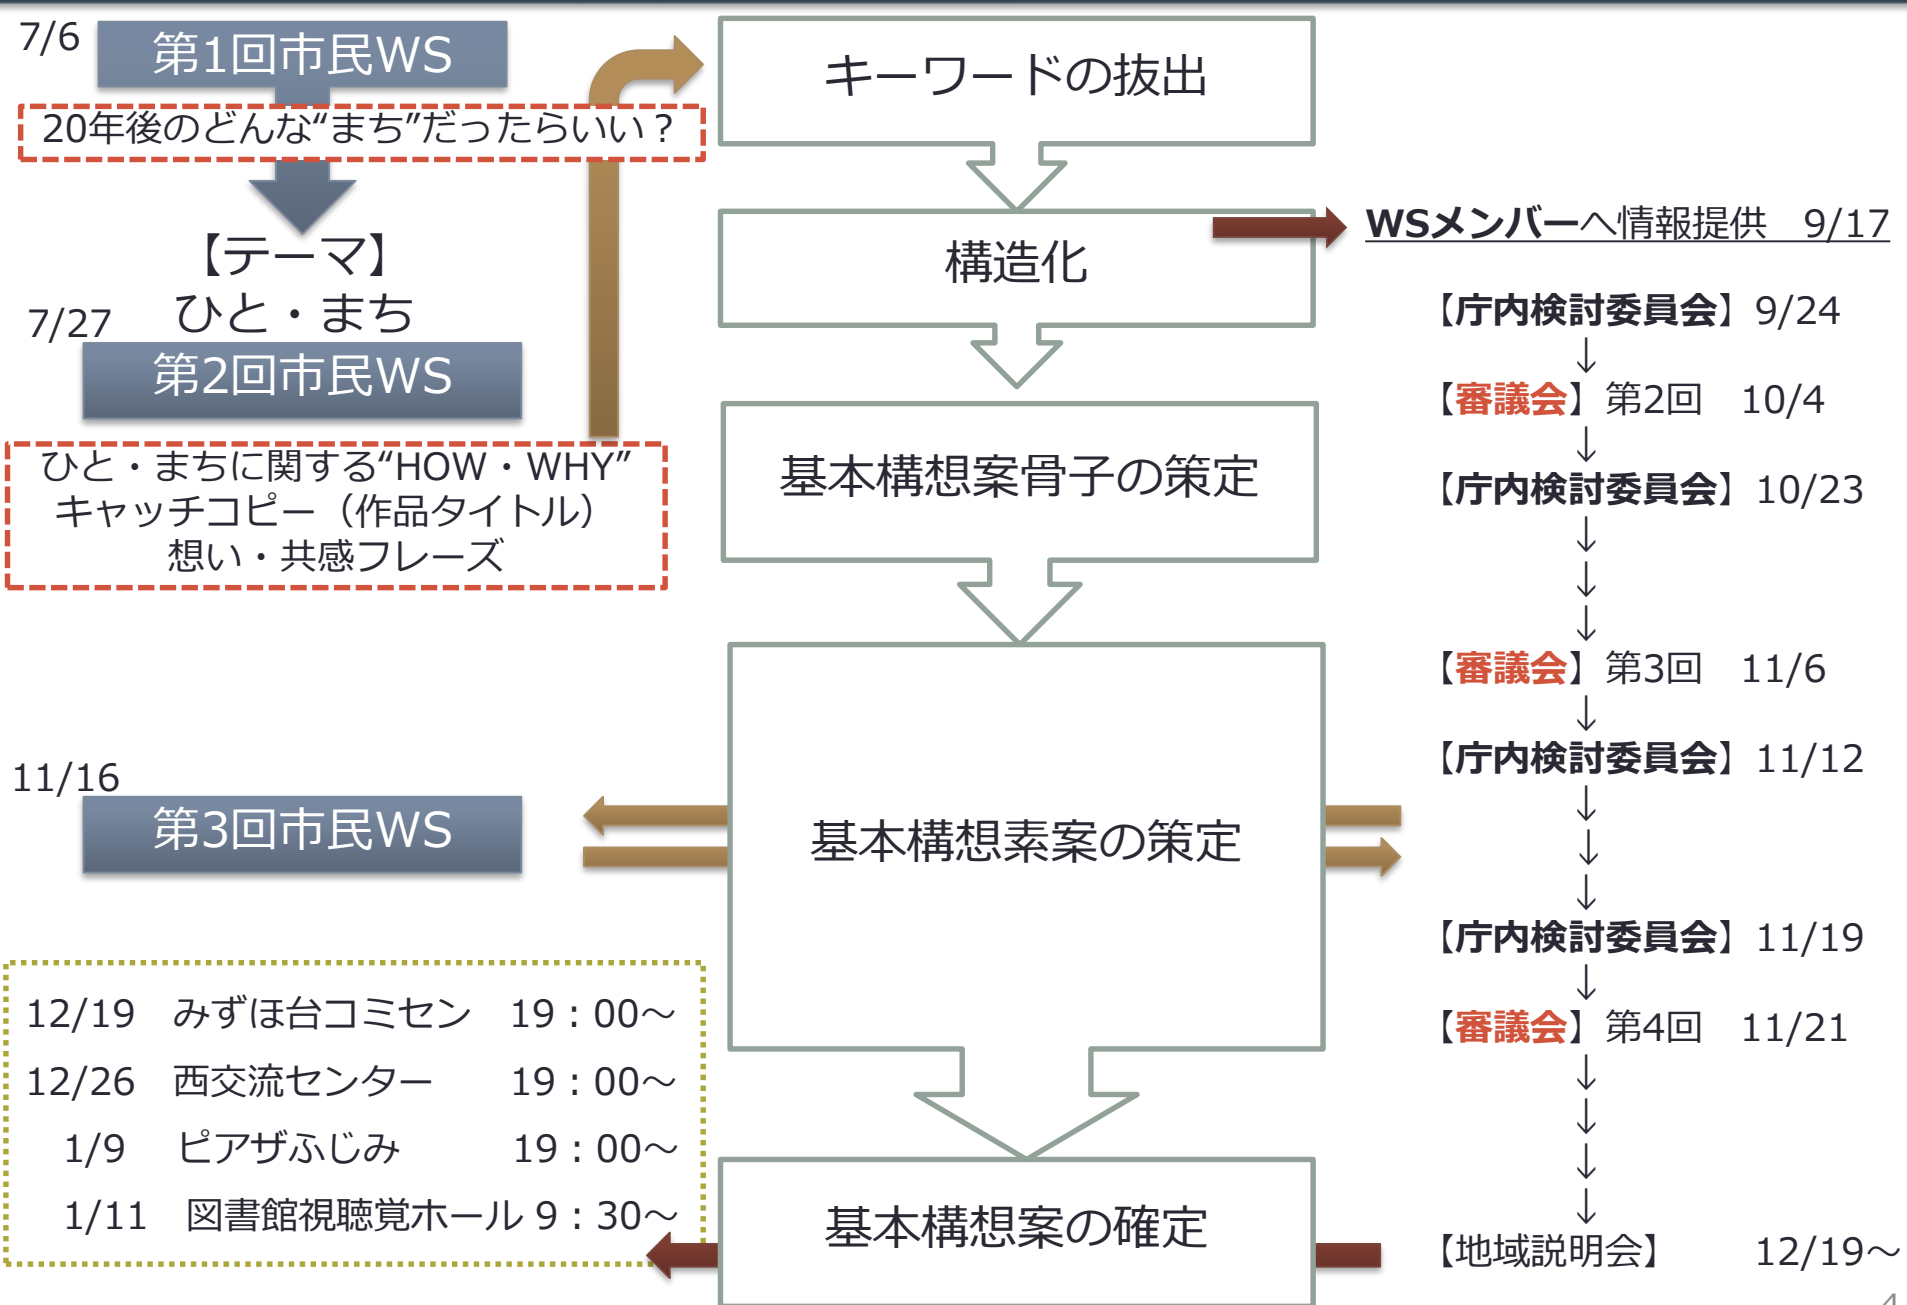 7/6
第1回市民WS
20年後のどんな“まち”だったらいい？
【テーマ】
ひと・まち
7/27
第2回市民WS
ひと・まちに関する“HOW・WHY”
キャッチコピー（作品タイトル）
想い・共感フレーズ
11/16
第3回市民WS
12/19　みずほ台コミセン　19：00～
12/26　西交流センター　19：00～
1/9　ピアザふじみ　19：00～
1/11　図書館視聴覚ホール 9：30～
キーワードの抜出
構造化
基本構想案骨子の策定
基本構想素案の策定
基本構想案の確定
WSメンバーへ情報提供　9/17
【庁内検討委員会】9/24
↓
【審議会】第2回　10/4
↓
【庁内検討委員会】10/23
↓
↓
↓
【審議会】第3回　11/6
↓
【庁内検討委員会】11/12
↓
↓
↓
【庁内検討委員会】11/19
↓
【審議会】第4回　11/21
↓
↓
↓
↓
【地域説明会】　12/19～